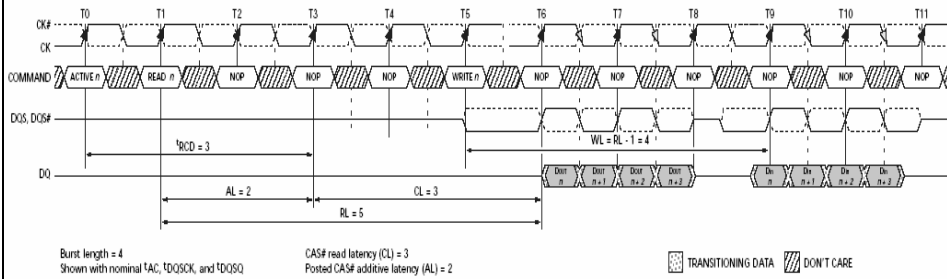 T0 T1 T2 T3 T4 T5 T6 T7 T8 T9 T10 T11
CK#
CK
COMMAND ACTIVE n READ n NOP NOP NOP WRITE n NOP NOP NOP NOP NOP NOP
DQS, DQS#
tRCD = 3 WL = RL - 1 = 4
DQ DOUT n DOUT n + 1 DOUT n + 2 DOUT n + 3 DIN n DIN n + 1 DIN n + 2 DIN n + 3
AL = 2 CL = 3
RL = 5
Burst length = 4 CAS# read latency (CL) = 3
Shown with nominal tAC, tDQSCK, and tDQSQ Posted CAS# additive latency (AL) = 2
TRANSITIONING DATA DON'T CARE